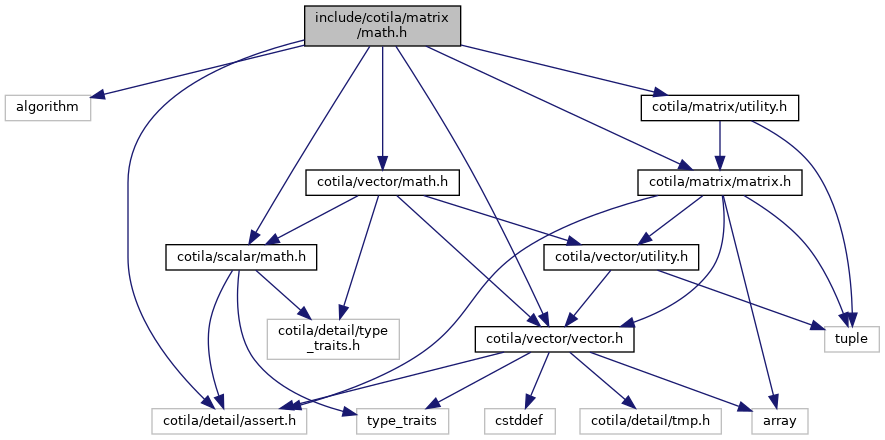 include/cotila/matrix
/math.h
algorithm
cotila/matrix/utility.h
cotila/vector/math.h
cotila/matrix/matrix.h
cotila/scalar/math.h
cotila/vector/utility.h
cotila/detail/type
_traits.h
cotila/vector/vector.h
tuple
cotila/detail/assert.h
type_traits
cstddef
cotila/detail/tmp.h
array